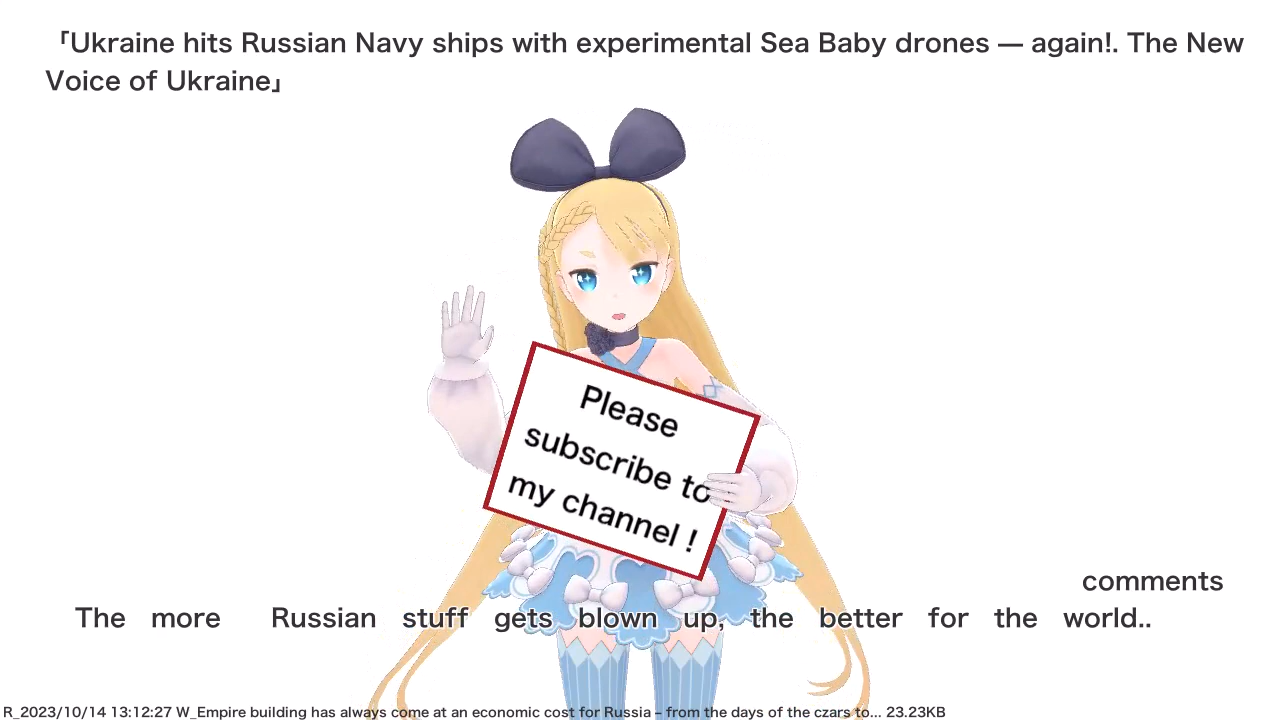 「Ukraine hits Russian Navy ships with experimental Sea Baby drones — again!. The New
Voice of Ukraine」
Please
subscribe to
my channel !
comments
The more Russian stuff gets blown up, the better for the world..
R_2023/10/14 13:12:27 W_Empire building has always come at an economic cost for Russia – from the days of the czars to... 23.23KB